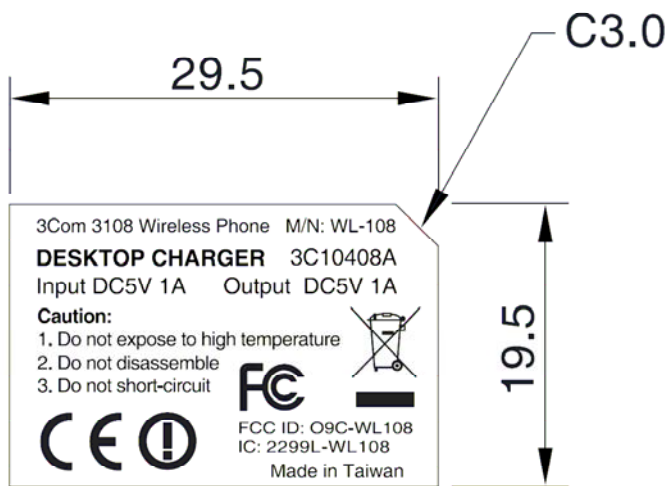 C3.0
29.5
3Com 3108 Wireless Phone M/N: WL-108
DESKTOP CHARGER 3C10408A
Input DC5V 1A Output DC5V 1A
Caution:
1. Do not expose to high temperature
2. Do not disassemble
3. Do not short-circuit
19.5
FC
CE
FCC ID: O9C-WL108
IC: 2299L-WL108
Made in Taiwan